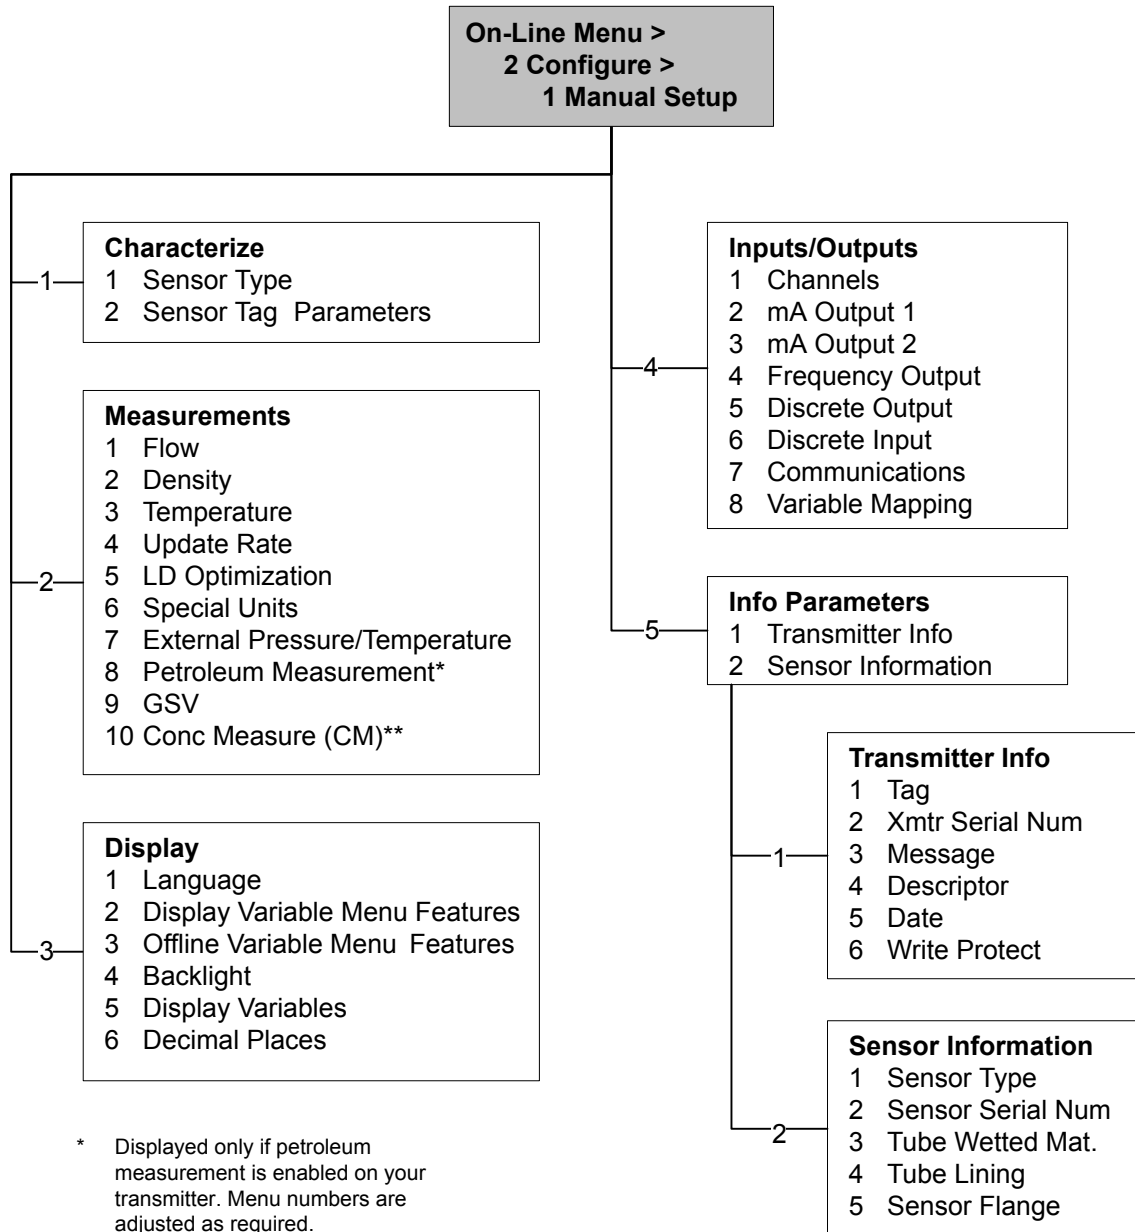 On-Line Menu >
2 Configure >
1 Manual Setup
1
Characterize
1 Sensor Type
2 Sensor Tag Parameters
2
Measurements
1 Flow
2 Density
3 Temperature
4 Update Rate
5 LD Optimization
6 Special Units
7 External Pressure/Temperature
8 Petroleum Measurement*
9 GSV
10 Conc Measure (CM)**
3
Display
1 Language
2 Display Variable Menu Features
3 Offline Variable Menu Features
4 Backlight
5 Display Variables
6 Decimal Places
* Displayed only if petroleum
measurement is enabled on your
transmitter. Menu numbers are
adjusted as required.
4
Inputs/Outputs
1 Channels
2 mA Output 1
3 mA Output 2
4 Frequency Output
5 Discrete Output
6 Discrete Input
7 Communications
8 Variable Mapping
5
Info Parameters
1 Transmitter Info
2 Sensor Information
1
Transmitter Info
1 Tag
2 Xmtr Serial Num
3 Message
4 Descriptor
5 Date
6 Write Protect
2
Sensor Information
1 Sensor Type
2 Sensor Serial Num
3 Tube Wetted Mat.
4 Tube Lining
5 Sensor Flange